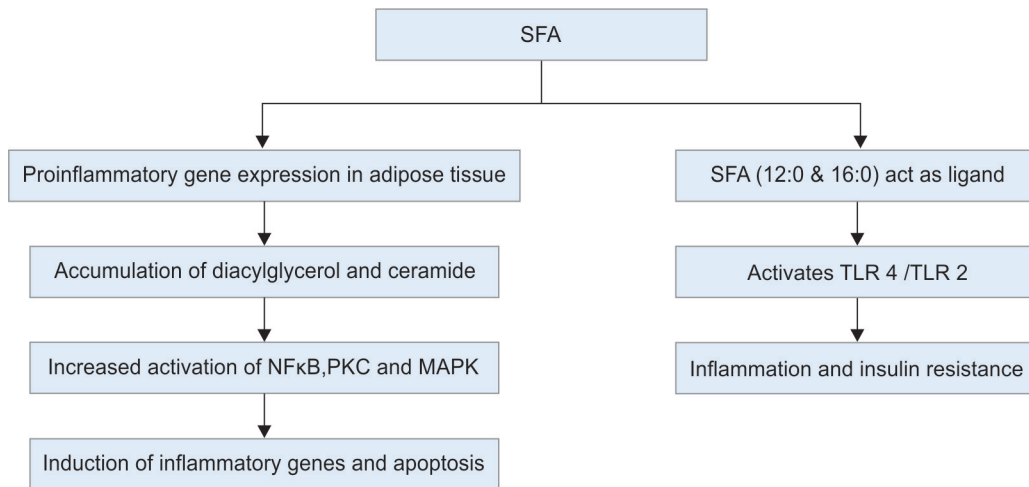 SFA
Proinflammatory gene expression in adipose tissue
SFA (12:0 & 16:0) act as ligand
Accumulation of diacylglycerol and ceramide
Activates TLR 4 /TLR 2
Increased activation of NFκB,PKC and MAPK
Inflammation and insulin resistance
Induction of inflammatory genes and apoptosis